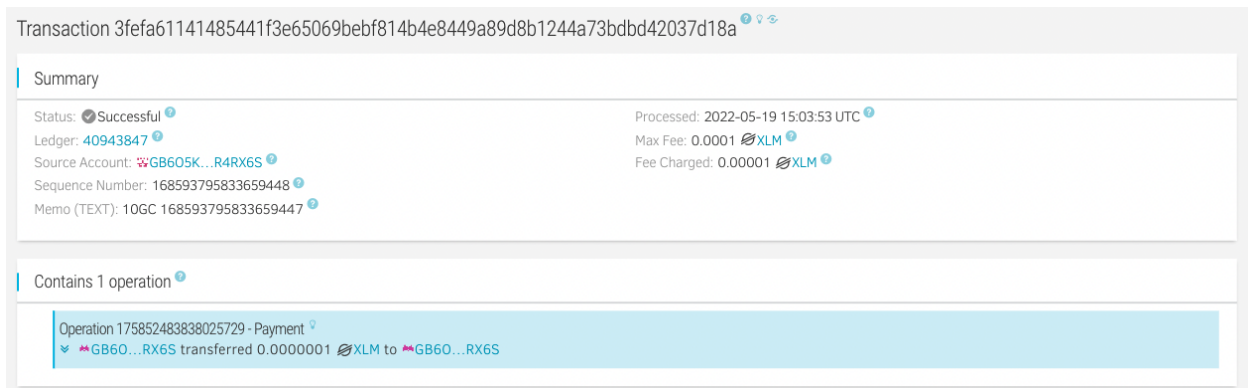 Transaction 3fefa61141485441f3e65069bebf814b4e8449a89d8b1244a73bdbd42037d18a
Summary
Status: Successful
Ledger: 40943847
Source Account: GB6O5K...R4RX6S
Sequence Number: 168593795833659448
Memo (TEXT): 10GC 168593795833659447
Processed: 2022-05-19 15:03:53 UTC
Max Fee: 0.0001 XLM
Fee Charged: 0.00001 XLM
Contains 1 operation
Operation 175852483838025729 - Payment
GB6O...RX6S transferred 0.0000001 XLM to GB6O...RX6S